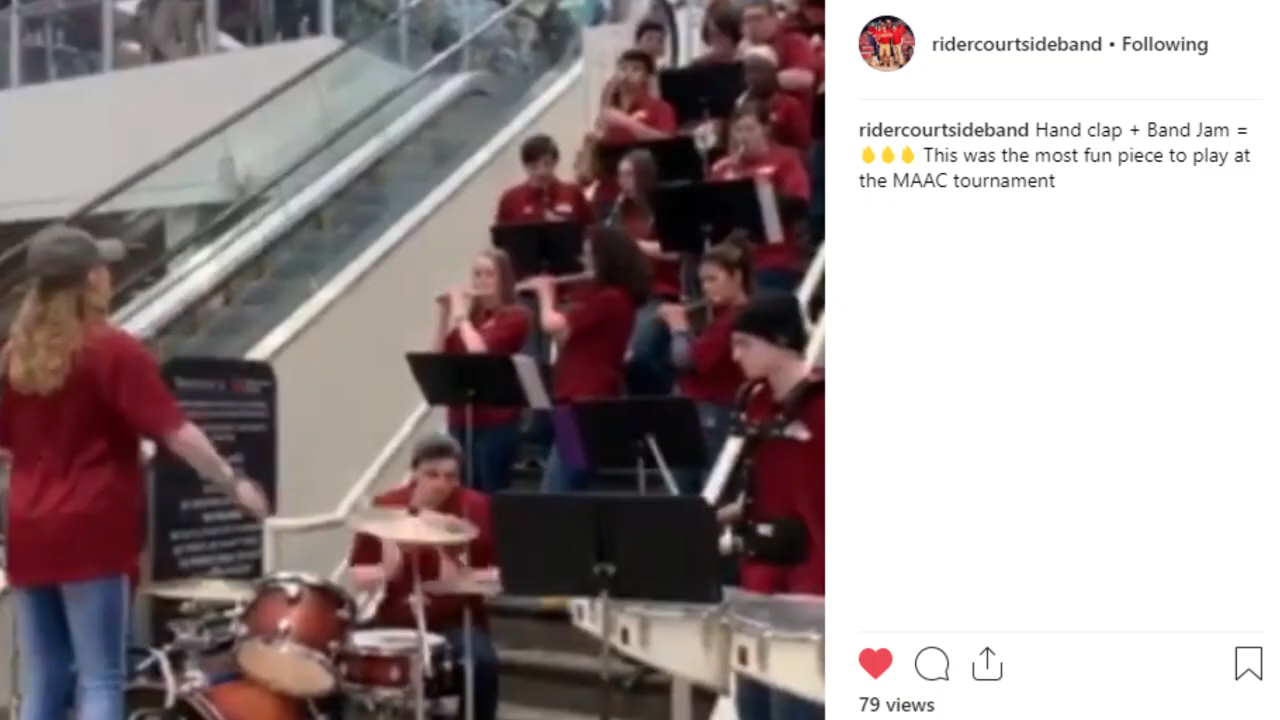 ridercourtsideband • Following
ridercourtsideband Hand clap + Band Jam =
🔥🔥🔥 This was the most fun piece to play at
the MAAC tournament
79 views